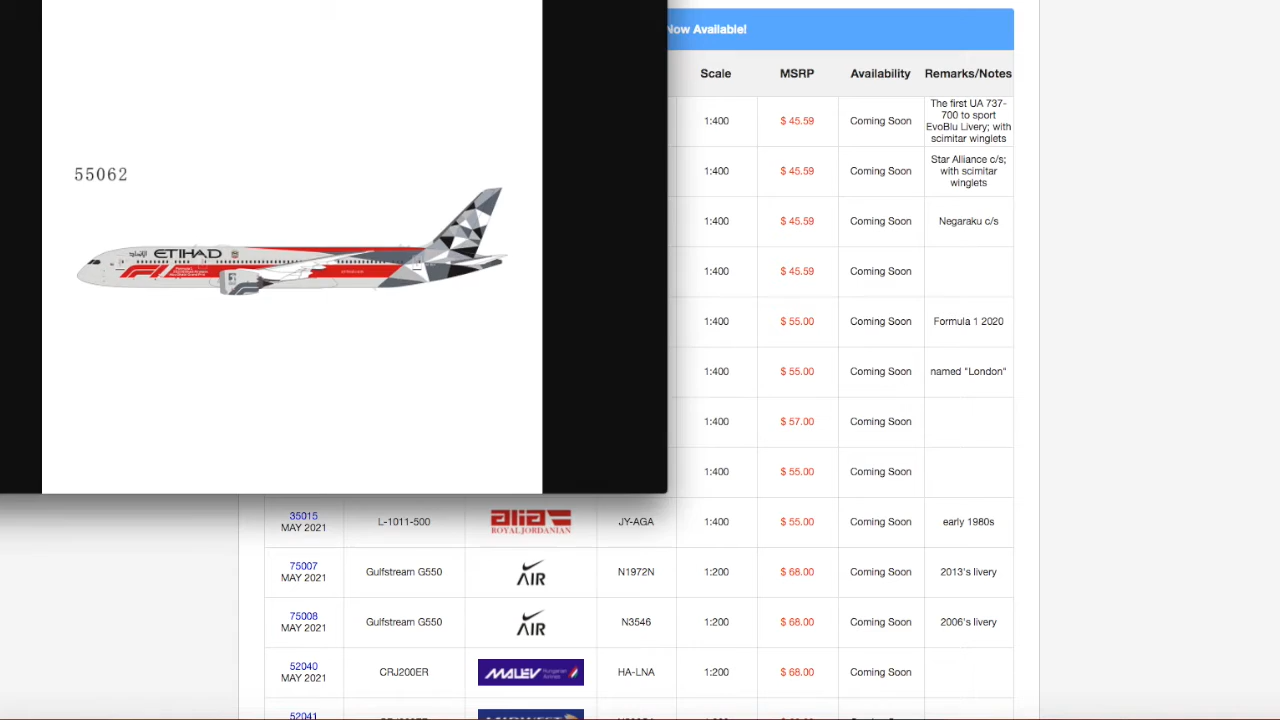 Now Available!
Scale MSRP Availability Remarks/Notes
1:400 $ 45.59 Coming Soon The first UA 737-
700 to sport
EvoBlu Livery; with
scimitar winglets
1:400 $ 45.59 Coming Soon Star Alliance c/s;
with scimitar
winglets
55062
1:400 $ 45.59 Coming Soon Negaraku c/s
ETIHAD
F1
1:400 $ 45.59 Coming Soon
1:400 $ 55.00 Coming Soon Formula 1 2020
1:400 $ 55.00 Coming Soon named "London"
1:400 $ 57.00 Coming Soon
1:400 $ 55.00 Coming Soon
35015
MAY 2021 L-1011-500 alia ROYAL JORDANIAN JY-AGA 1:400 $ 55.00 Coming Soon early 1980s
75007
MAY 2021 Gulfstream G550 AIR N1972N 1:200 $ 68.00 Coming Soon 2013's livery
75008
MAY 2021 Gulfstream G550 AIR N3546 1:200 $ 68.00 Coming Soon 2006's livery
52040
MAY 2021 CRJ200ER MALEV Hungarian Airlines HA-LNA 1:200 $ 68.00 Coming Soon
52041